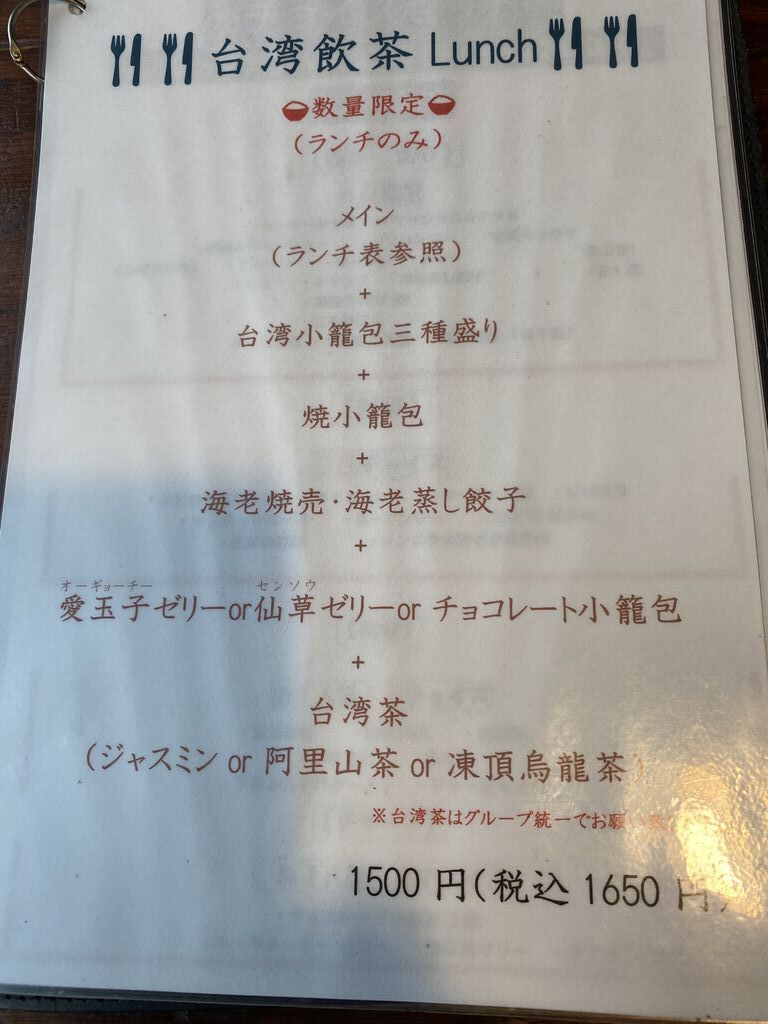 台湾飲茶 Lunch
数量限定
(ランチのみ)
メイン
(ランチ表参照)
+
台湾小籠包三種盛り
+
焼小籠包
+
海老焼売・海老蒸し餃子
+
オーギョーチー センソウ
愛玉子ゼリーor仙草ゼリーor チョコレート小籠包
+
台湾茶
(ジャスミン or 阿里山茶 or 凍頂烏龍茶)
※台湾茶はグループ統一でお願い致
1500 円(税込 1650 円)